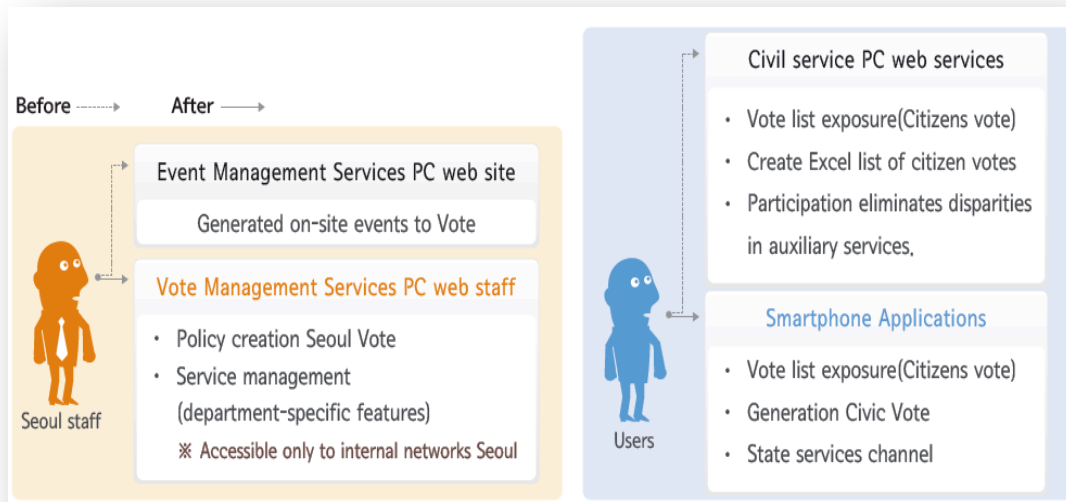 Before After
Event Management Services PC web site
Generated on-site events to Vote
Vote Management Services PC web staff
• Policy creation Seoul Vote
• Service management
(department-specific features)
※ Accessible only to internal networks Seoul
Seoul staff
Civil service PC web services
• Vote list exposure(Citizens vote)
• Create Excel list of citizen votes
• Participation eliminates disparities
in auxiliary services,
Smartphone Applications
• Vote list exposure(Citizens vote)
• Generation Civic Vote
• State services channel
Users